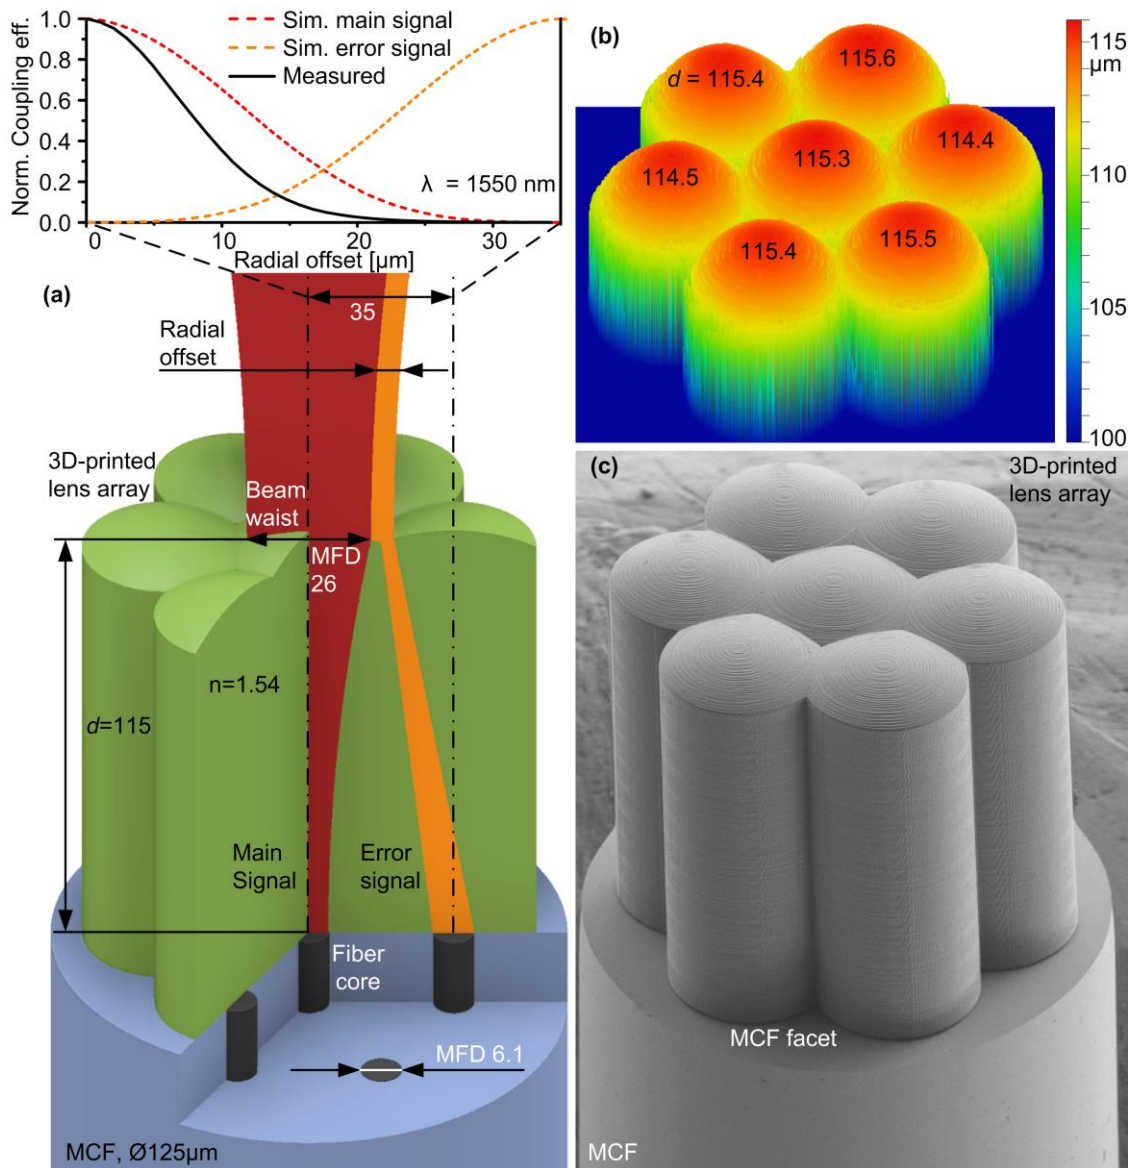 Norm. Coupling eff.
1.0
0.8
0.6
0.4
0.2
0.0
Sim. main signal
Sim. error signal
Measured
λ = 1550 nm
0
10
20
30
Radial offset [µm]
(a)
35
Radial
offset
3D-printed
lens array
Beam
waist
MFD
26
n=1.54
d=115
Main
Signal
Error
signal
Fiber
core
MFD 6.1
MCF, Ø125µm
(b)
d = 115.4
115.6
114.5
115.3
114.4
115.4
115.5
115
µm
110
105
100
(c)
3D-printed
lens array
MCF facet
MCF